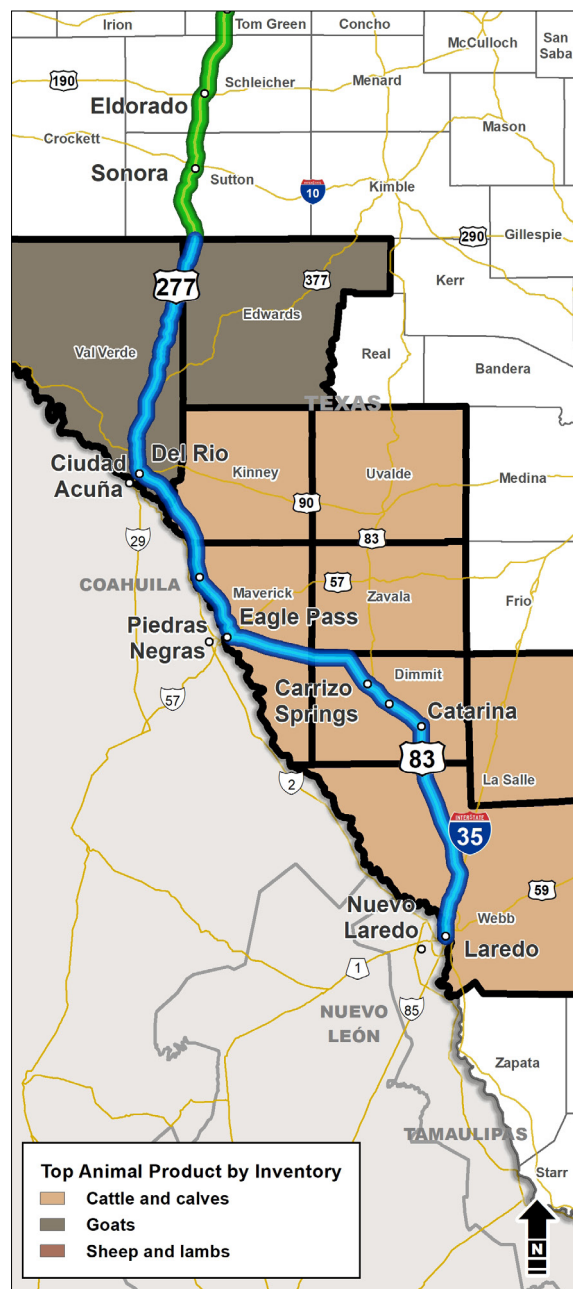 Irion
Tom Green
Concho
McCulloch
San
Saba
190
Schleicher
Menard
Eldorado
Mason
Crockett
Sonora
Sutton
10
Kimble
290
Gillespie
277
377
Kerr
Edwards
Val Verde
Real
Bandera
TEXAS
Ciudad
Acuña
Del Rio
Kinney
Uvalde
Medina
90
29
83
COAHUILA
57
Maverick
Zavala
Frio
Piedras
Negras
Eagle Pass
Dimmit
57
Carrizo
Springs
Catarina
83
2
La Salle
INTERSTATE
35
59
Nuevo
Laredo
Webb
Laredo
1
NUEVO
LEÓN
85
Zapata
TAMAULIPAS
Starr
Top Animal Product by Inventory
Cattle and calves
Goats
Sheep and lambs
N